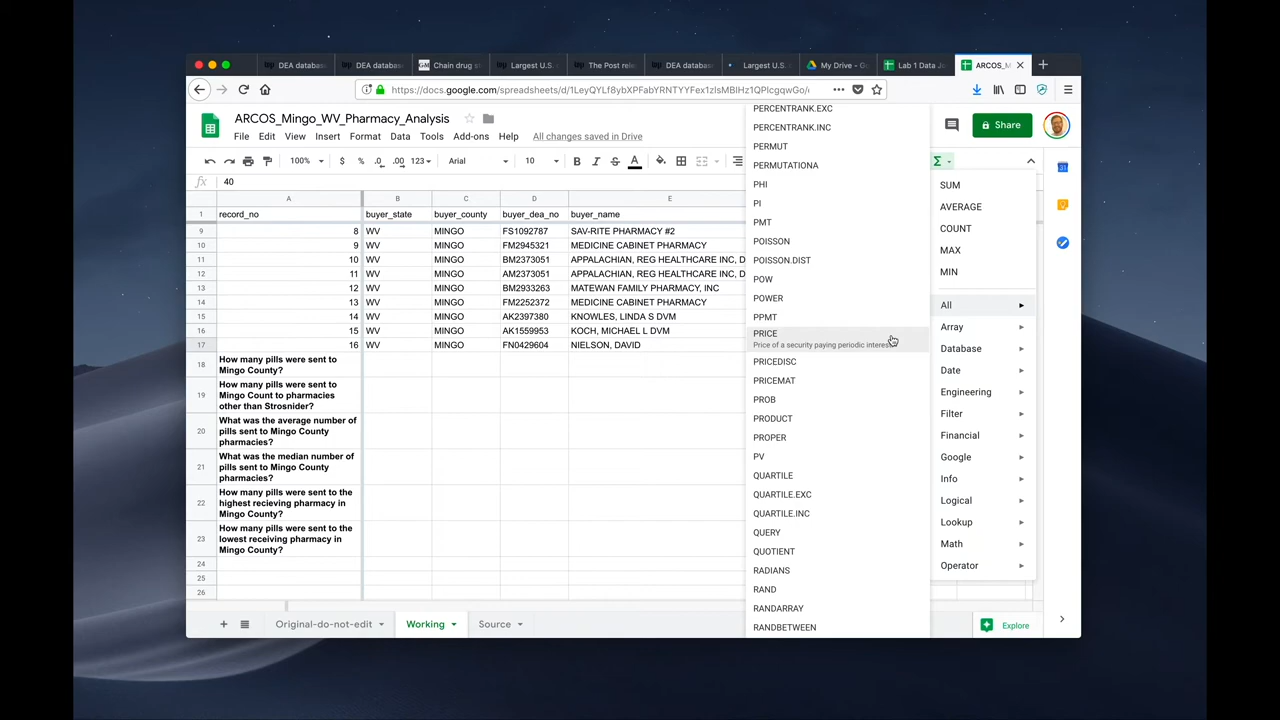 DEA database
DEA database
Chain drug st
Largest U.S.
The Post rele
DEA database
Largest U.S.
My Drive - Go
Lab 1 Data Jo
ARCOS_M
https://docs.google.com/spreadsheets/d/1LeyQYLf8ybXPFabYRNTYYFex1zIsMBIHz1QPlcgqwGo/
ARCOS_Mingo_WV_Pharmacy_Analysis
Share
File Edit View Insert Format Data Tools Add-ons Help All changes saved in Drive
100% $ % .0 .00 123 Arial 10 B I S A Σ
fx 40
A B C D E
1 record_no buyer_state buyer_county buyer_dea_no buyer_name
9 8 WV MINGO FS1092787 SAV-RITE PHARMACY #2
10 9 WV MINGO FM2945321 MEDICINE CABINET PHARMACY
11 10 WV MINGO BM2373051 APPALACHIAN, REG HEALTHCARE INC, D
12 11 WV MINGO AM2373051 APPALACHIAN, REG HEALTHCARE INC, D
13 12 WV MINGO BM2933263 MATEWAN FAMILY PHARMACY, INC
14 13 WV MINGO FM2252372 MEDICINE CABINET PHARMACY
15 14 WV MINGO AK2397380 KNOWLES, LINDA S DVM
16 15 WV MINGO AK1559953 KOCH, MICHAEL L DVM
17 16 WV MINGO FN0429604 NIELSON, DAVID
18 How many pills were sent to
Mingo County?
19 How many pills were sent to
Mingo Count to pharmacies
other than Strosnider?
20 What was the average number of
pills sent to Mingo County
pharmacies?
21 What was the median number of
pills sent to Mingo County
pharmacies?
22 How many pills were sent to the
highest recieving pharmacy in
Mingo County?
23 How many pills were sent to the
lowest receiving pharmacy in
Mingo County?
24
25
26
PERCENTRANK.EXC
PERCENTRANK.INC
PERMUT
PERMUTATIONA
PHI
PI
PMT
POISSON
POISSON.DIST
POW
POWER
PPMT
PRICE
Price of a security paying periodic interes
PRICEDISC
PRICEMAT
PROB
PRODUCT
PROPER
PV
QUARTILE
QUARTILE.EXC
QUARTILE.INC
QUERY
QUOTIENT
RADIANS
RAND
RANDARRAY
RANDBETWEEN
SUM
AVERAGE
COUNT
MAX
MIN
All
Array
Database
Date
Engineering
Filter
Financial
Google
Info
Logical
Lookup
Math
Operator
Original-do-not-edit Working Source
Explore